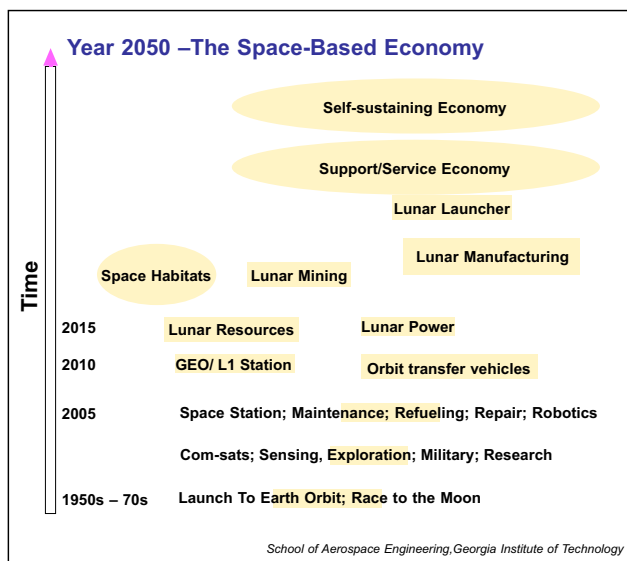 Year 2050 –The Space-Based Economy
Self-sustaining Economy
Support/Service Economy
Lunar Launcher
Lunar Manufacturing
Space Habitats
Lunar Mining
Time
2015
Lunar Resources
Lunar Power
2010
GEO/ L1 Station
Orbit transfer vehicles
2005
Space Station; Maintenance; Refueling; Repair; Robotics
Com-sats; Sensing, Exploration; Military; Research
1950s – 70s
Launch To Earth Orbit; Race to the Moon
School of Aerospace Engineering,Georgia Institute of Technology